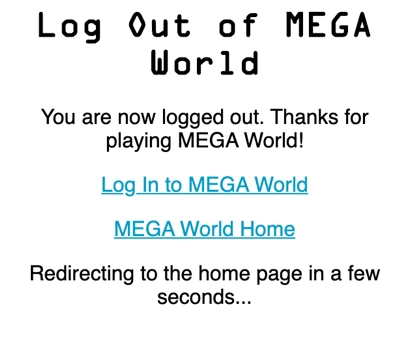 Log Out of MEGA
World
You are now logged out. Thanks for
playing MEGA World!
Log In to MEGA World
MEGA World Home
Redirecting to the home page in a few
seconds...